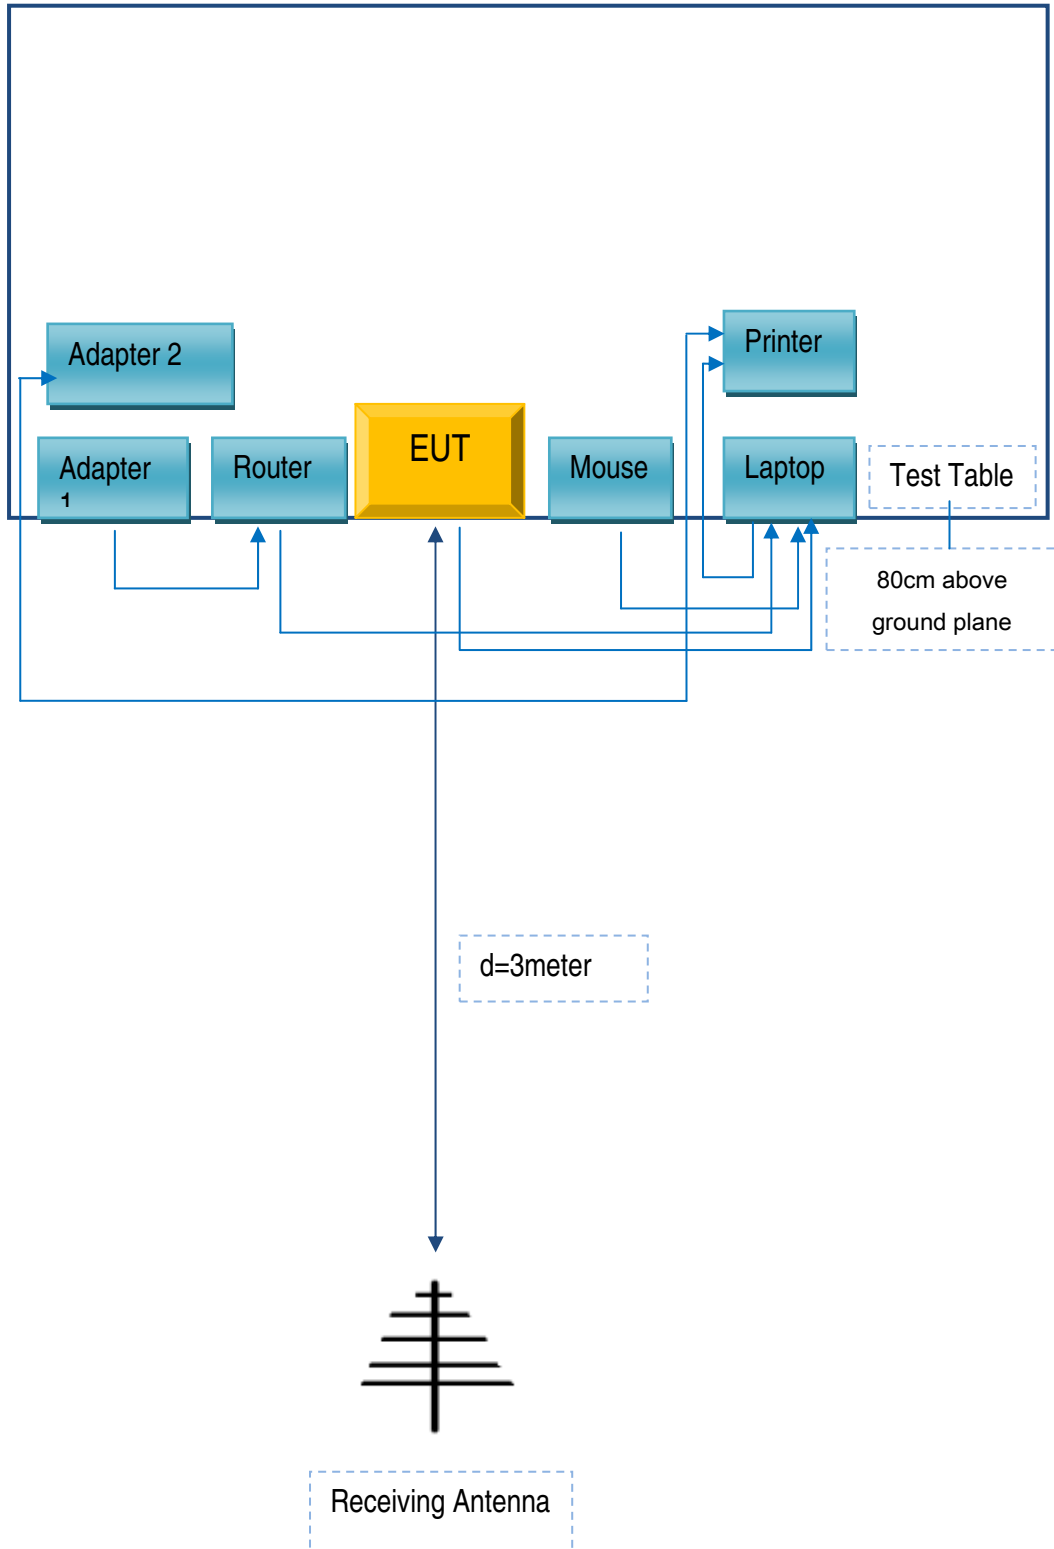 Adapter 2
Printer
Adapter
1
Router
EUT
Mouse
Laptop
Test Table
80cm above
ground plane
d=3meter
Receiving Antenna